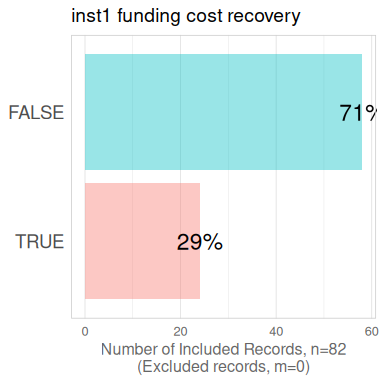 inst1 funding cost recovery
FALSE
71%
TRUE
29%
0 20 40 60
Number of Included Records, n=82
(Excluded records, m=0)